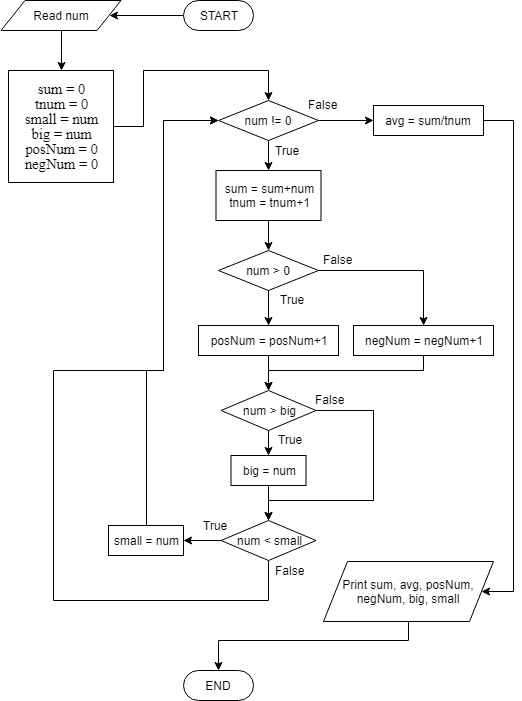 START
Read num
sum = 0
tnum = 0
small = num
big = num
posNum = 0
negNum = 0
num != 0
False
avg = sum/tnum
True
sum = sum+num
tnum = tnum+1
num > 0
False
True
posNum = posNum+1
negNum = negNum+1
num > big
False
True
big = num
num < small
True
small = num
False
Print sum, avg, posNum,
negNum, big, small
END